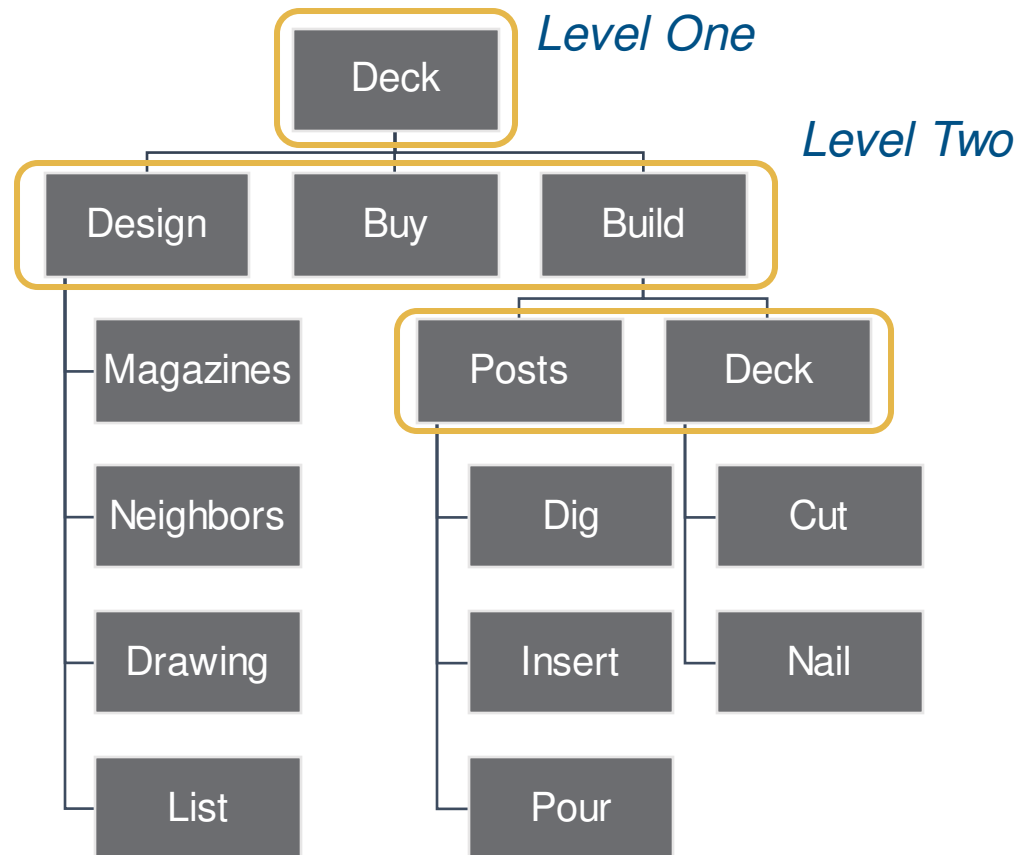 Level One
Deck
Level Two
Design
Buy
Build
Magazines
Posts
Deck
Neighbors
Dig
Cut
Drawing
Insert
Nail
List
Pour